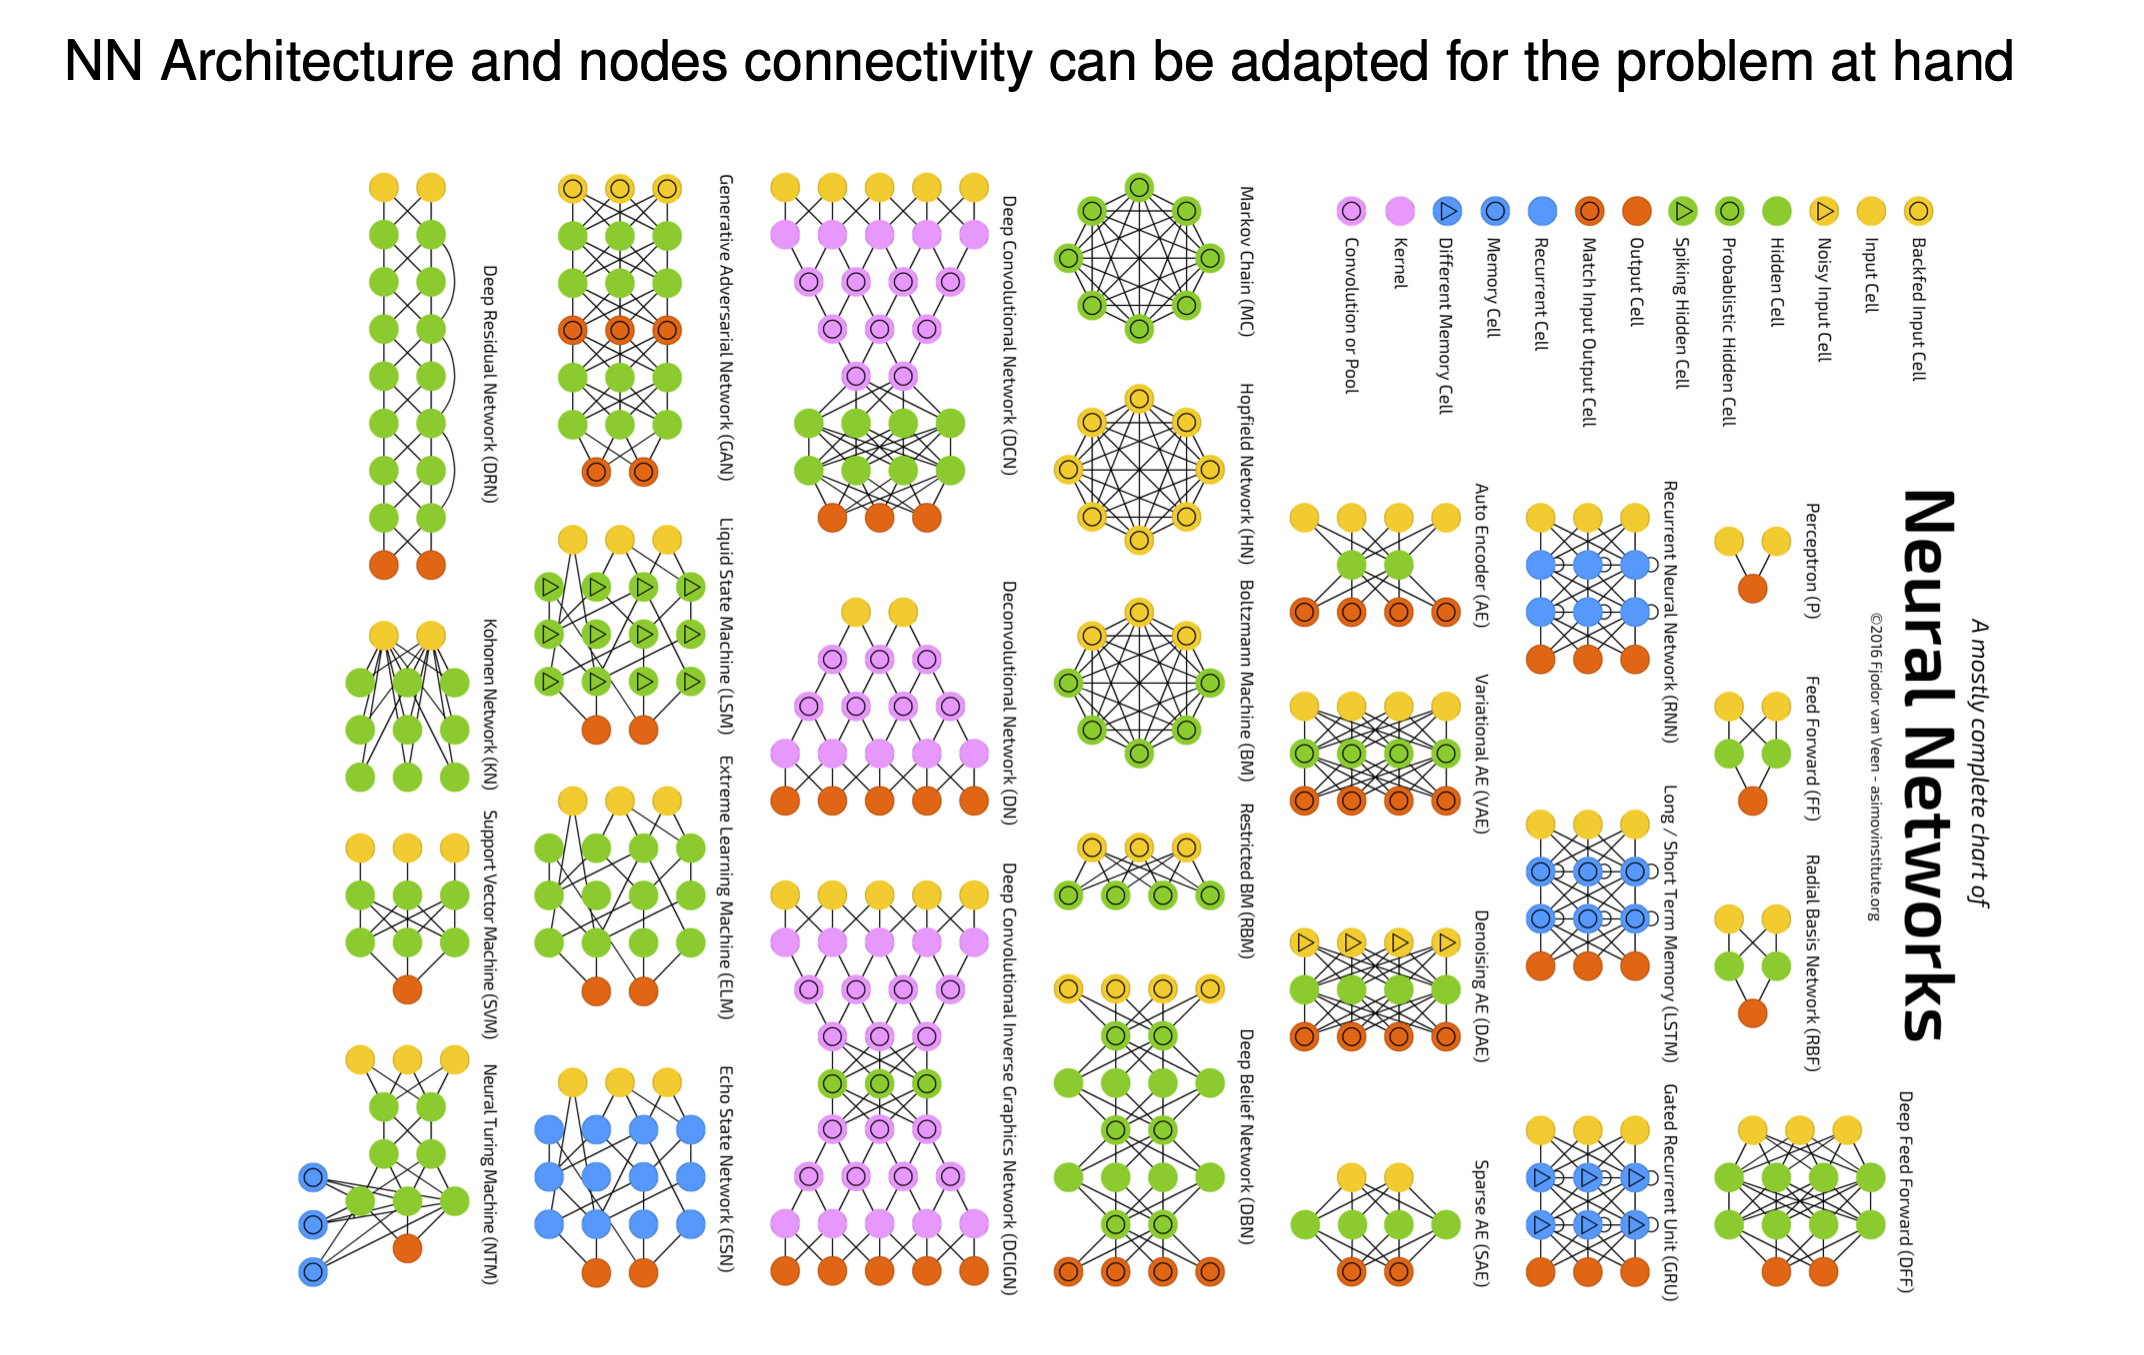 NN Architecture and nodes connectivity can be adapted for the problem at hand
A mostly complete chart of
Neural Networks
©2016 Fjodor van Veen - asimovinstitute.org
Backfed Input Cell
Input Cell
Noisy Input Cell
Hidden Cell
Probablistic Hidden Cell
Spiking Hidden Cell
Output Cell
Match Input Output Cell
Recurrent Cell
Memory Cell
Different Memory Cell
Kernel
Convolution or Pool
Perceptron (P)
Feed Forward (FF)
Radial Basis Network (RBF)
Deep Feed Forward (DFF)
Recurrent Neural Network (RNN)
Long / Short Term Memory (LSTM)
Gated Recurrent Unit (GRU)
Auto Encoder (AE)
Variational AE (VAE)
Denoising AE (DAE)
Sparse AE (SAE)
Markov Chain (MC)
Hopfield Network (HN)
Boltzmann Machine (BM)
Restricted BM (RBM)
Deep Belief Network (DBN)
Deep Convolutional Network (DCN)
Deconvolutional Network (DN)
Deep Convolutional Inverse Graphics Network (DCIGN)
Generative Adversarial Network (GAN)
Liquid State Machine (LSM)
Extreme Learning Machine (ELM)
Echo State Network (ESN)
Deep Residual Network (DRN)
Kohonen Network (KN)
Support Vector Machine (SVM)
Neural Turing Machine (NTM)